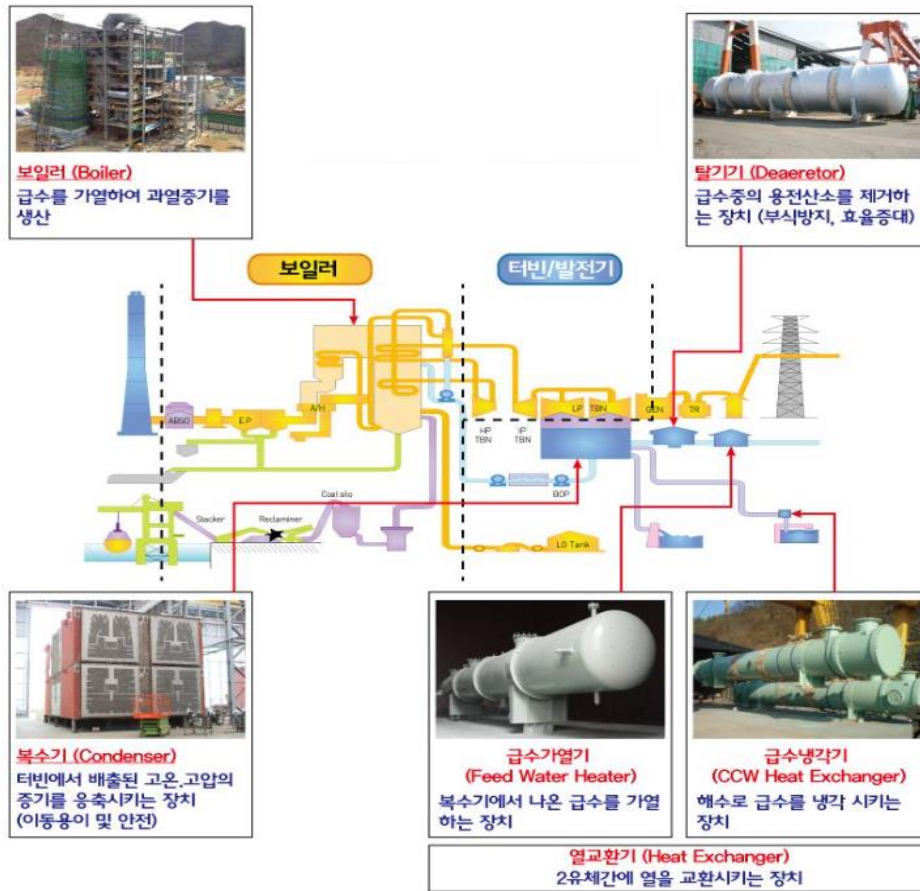 보일러 (Boiler)
급수를 가열하여 과열증기를
생산
탈기기 (Deaeretor)
급수중의 용전산소를 제거하
는 장치 (부식방지, 효율증대)
보일러
터빈/발전기
ABSO
E.P
A/H
HP
TBN
IP
TBN
LP TBN
GEN
TR
BOP
Coal silo
Stacker
Reclaminer
LO Tank
복수기 (Condenser)
터빈에서 배출된 고온.고압의
증기를 응축시키는 장치
(이동용이 및 안전)
급수가열기
(Feed Water Heater)
복수기에서 나온 급수를 가열
하는 장치
급수냉각기
(CCW Heat Exchanger)
해수로 급수를 냉각 시키는
장치
열교환기 (Heat Exchanger)
2유체간에 열을 교환시키는 장치